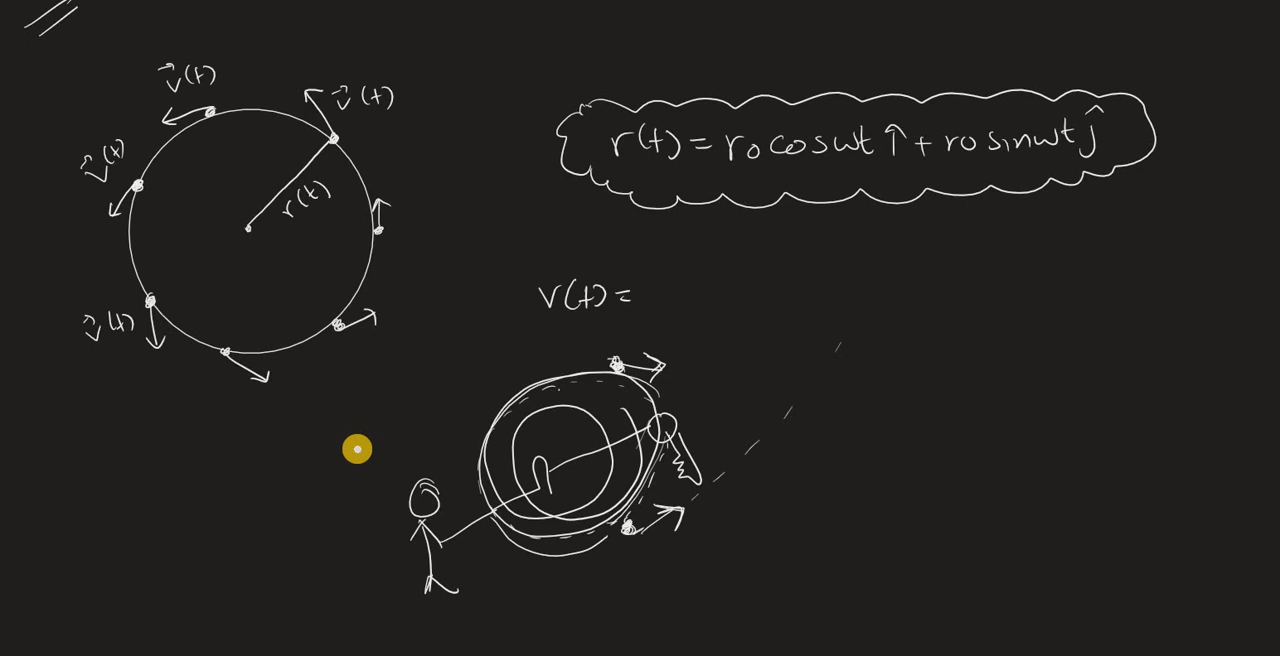 v⃗(t)
v⃗(t)
r(t) = r₀ cos ωt î + r₀ sin ωt ĵ
v⃗(t)
r(t)
v(t) =
v⃗(t)